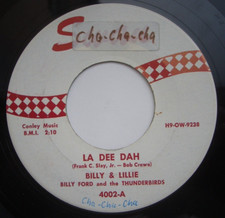 S
cha-cha-cha
Conley Music
B.M.I. 2:10
H9-OW-9238
LA DEE DAH
(Frank C. Slay, Jr. - Bob Crewe)
BILLY & LILLIE
BILLY FORD and the THUNDERBIRDS
4002-A
Cha-Cha-Cha